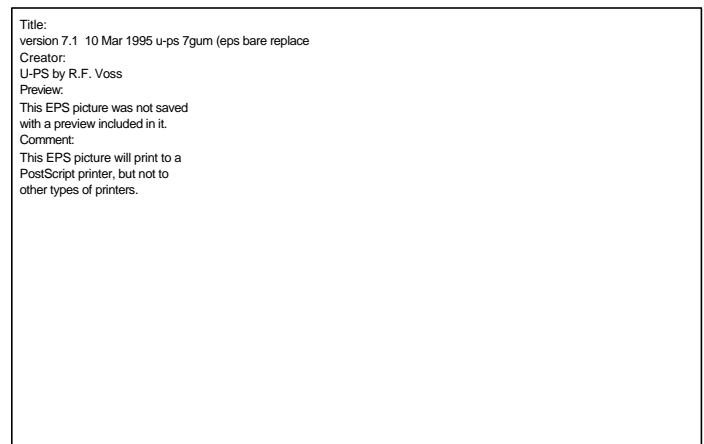 Title:
version 7.1  10 Mar 1995 u-ps 7gum (eps bare replace
Creator:
U-PS by R.F. Voss
Preview:
This EPS picture was not saved
with a preview included in it.
Comment:
This EPS picture will print to a
PostScript printer, but not to
other types of printers.